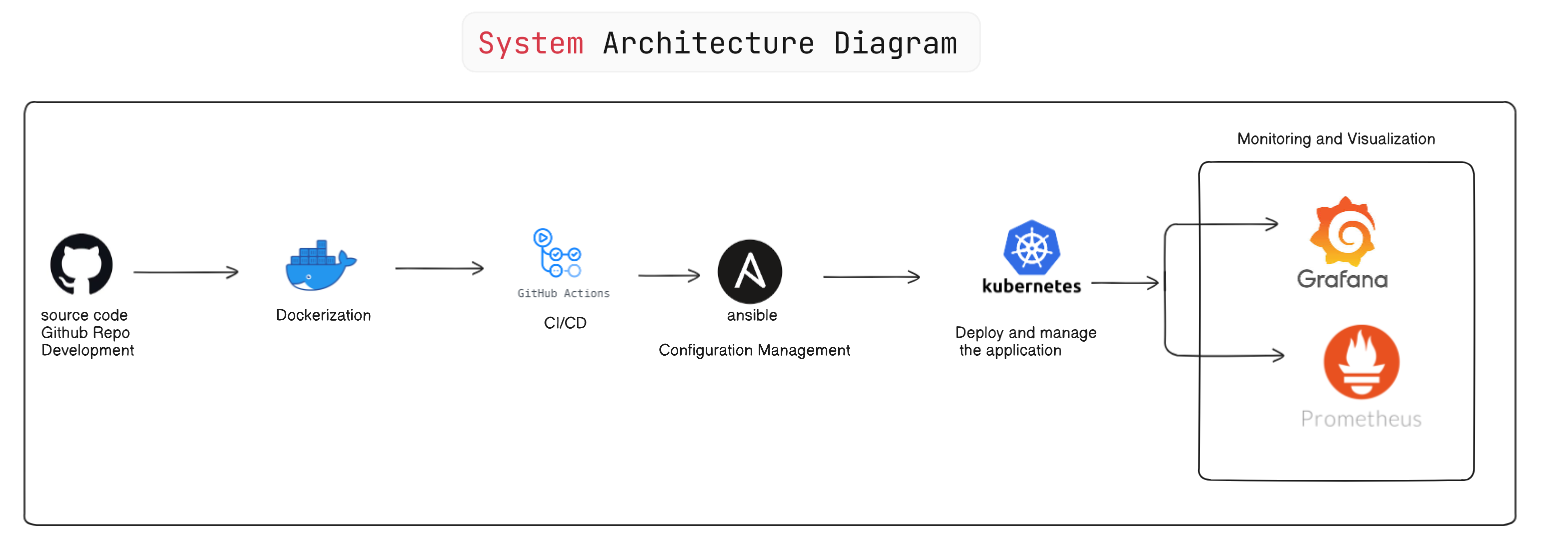 System Architecture Diagram
Monitoring and Visualization
source code
Github Repo
Development
Dockerization
GitHub Actions
CI/CD
ansible
Configuration Management
kubernetes
Deploy and manage
the application
Grafana
Prometheus